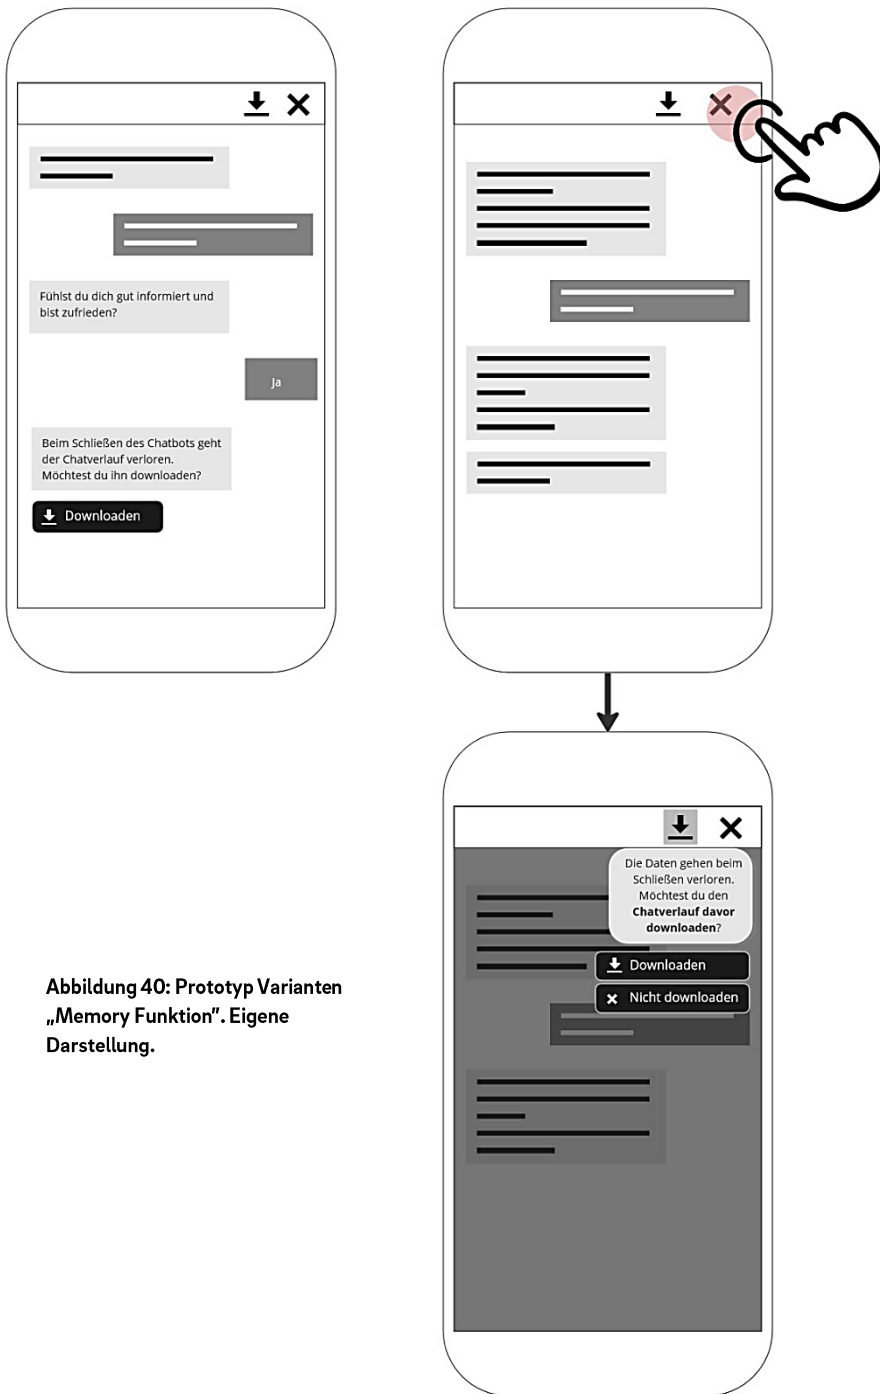 Fühlst du dich gut informiert und
bist zufrieden?
Ja
Beim Schließen des Chatbots geht
der Chatverlauf verloren.
Möchtest du ihn downloaden?
Downloaden
Die Daten gehen beim
Schließen verloren.
Möchtest du den
Chatverlauf davor
downloaden?
Downloaden
Nicht downloaden
Abbildung 40: Prototyp Varianten
„Memory Funktion”. Eigene
Darstellung.